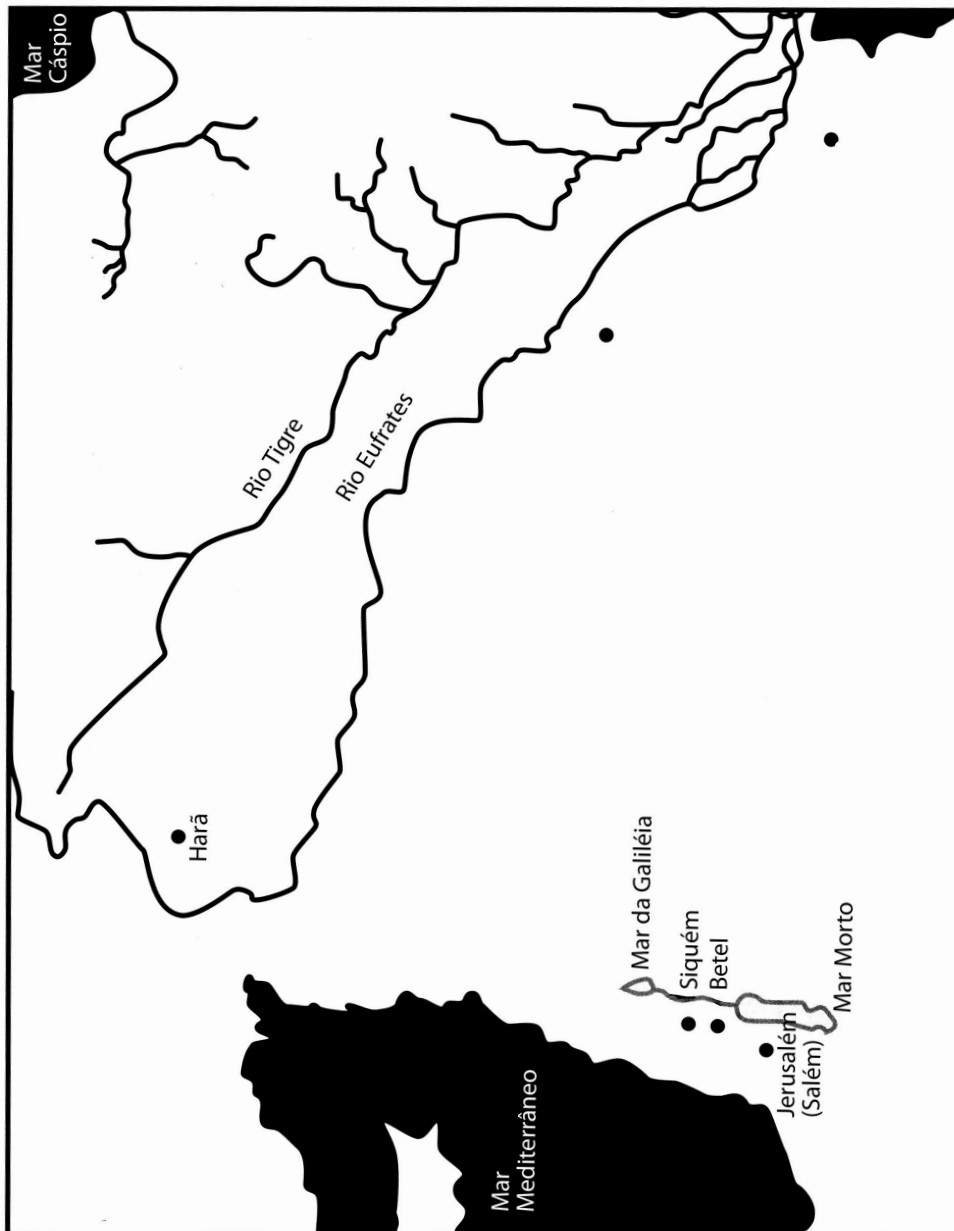 Mar
Cáspio
Rio Tigre
Rio Eufrates
Harã
Mar da Galiléia
Siquém
Betel
Mar Morto
Jerusalém
(Salém)
Mar
Mediterrâneo